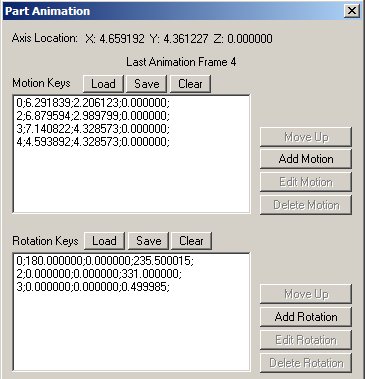 Part Animation
Axis Location: X: 4.659192 Y: 4.361227 Z: 0.000000
Last Animation Frame 4
Motion Keys Load Save Clear
0;6.291839;2.206123;0.000000;
2;6.879594;2.989799;0.000000;
3;7.140822;4.328573;0.000000;
4;4.593892;4.328573;0.000000;
Move Up
Add Motion
Edit Motion
Delete Motion
Rotation Keys Load Save Clear
0;180.000000;0.000000;235.500015;
2;0.000000;0.000000;331.000000;
3;0.000000;0.000000;0.499985;
Move Up
Add Rotation
Edit Rotation
Delete Rotation